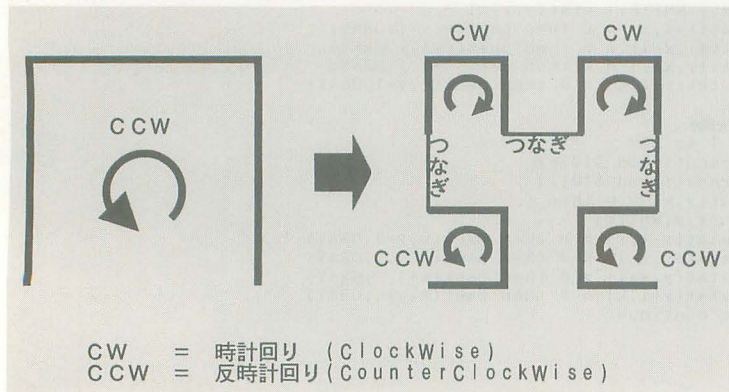 CW CW
CCW
つなぎ つなぎ つなぎ
CCW CCW
CW = 時計回り (ClockWise)
CCW = 反時計回り(CounterClockWise)